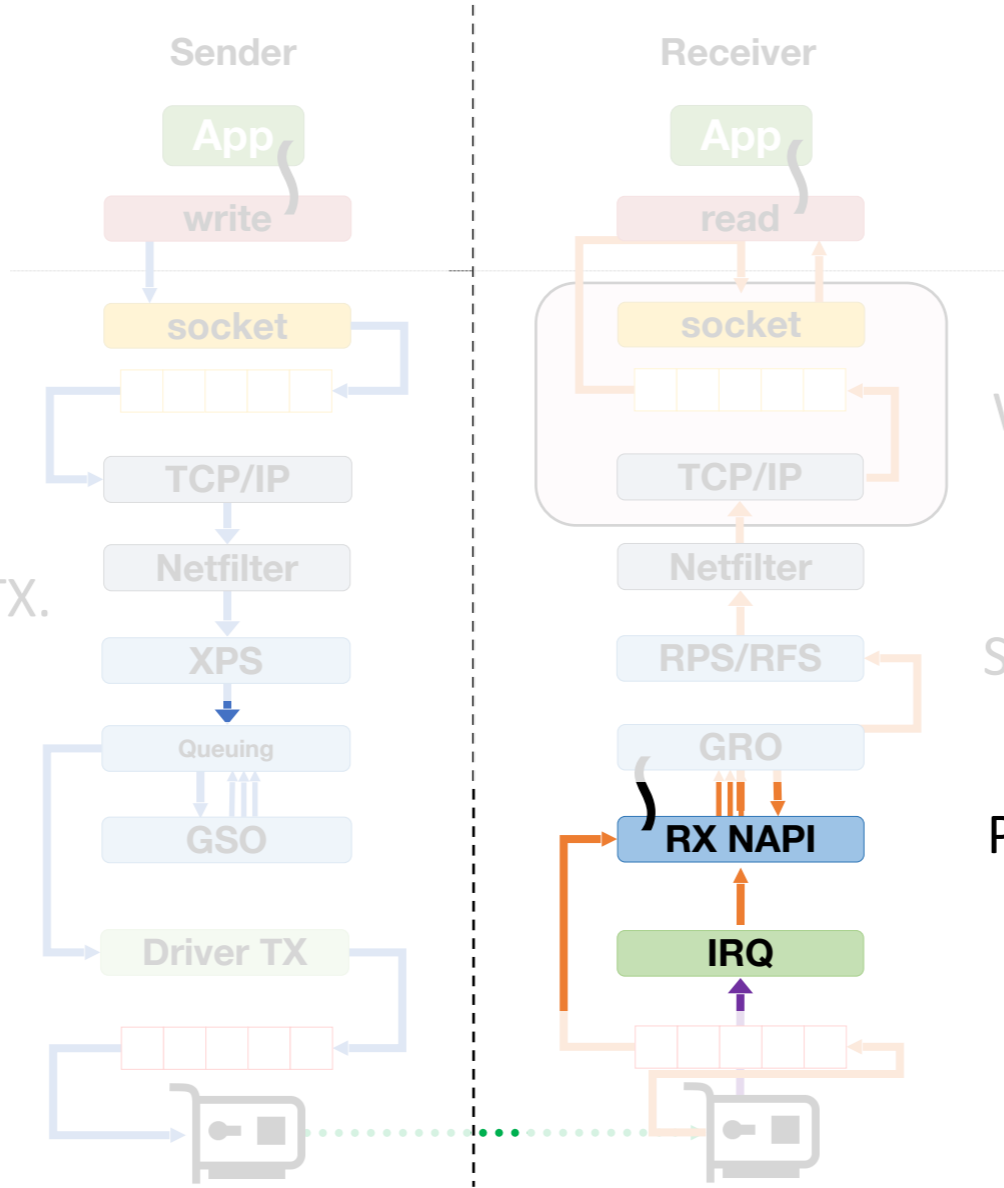 Sender
App
write
socket
TCP/IP
Netfilter
TX.
XPS
Queuing
GSO
Driver TX
Receiver
App
read
socket
TCP/IP
Netfilter
RPS/RFS
GRO
RX NAPI
IRQ